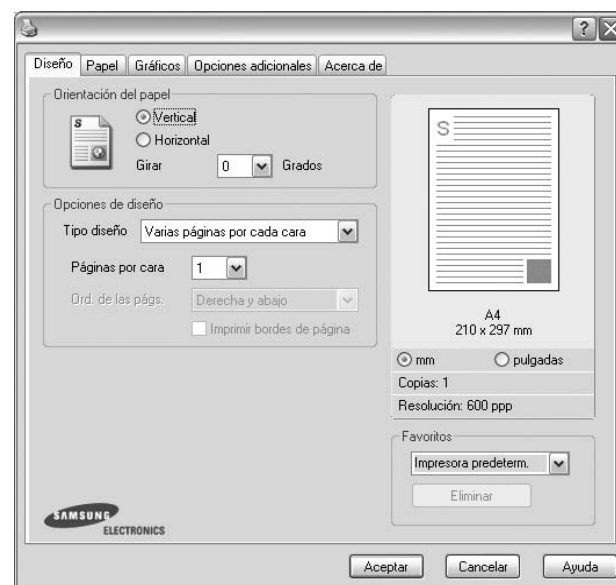 Diseño Papel Gráficos Opciones adicionales Acerca de
Orientación del papel
S
Vertical
Horizontal
Girar 0 Grados
Opciones de diseño
Tipo diseño Varias páginas por cada cara
Páginas por cara 1
Ord. de las págs. Derecha y abajo
Imprimir bordes de página
S
A4
210 x 297 mm
mm pulgadas
Copias: 1
Resolución: 600 ppp
Favoritos
Impresora predeterm.
Eliminar
SAMSUNG
ELECTRONICS
Aceptar Cancelar Ayuda